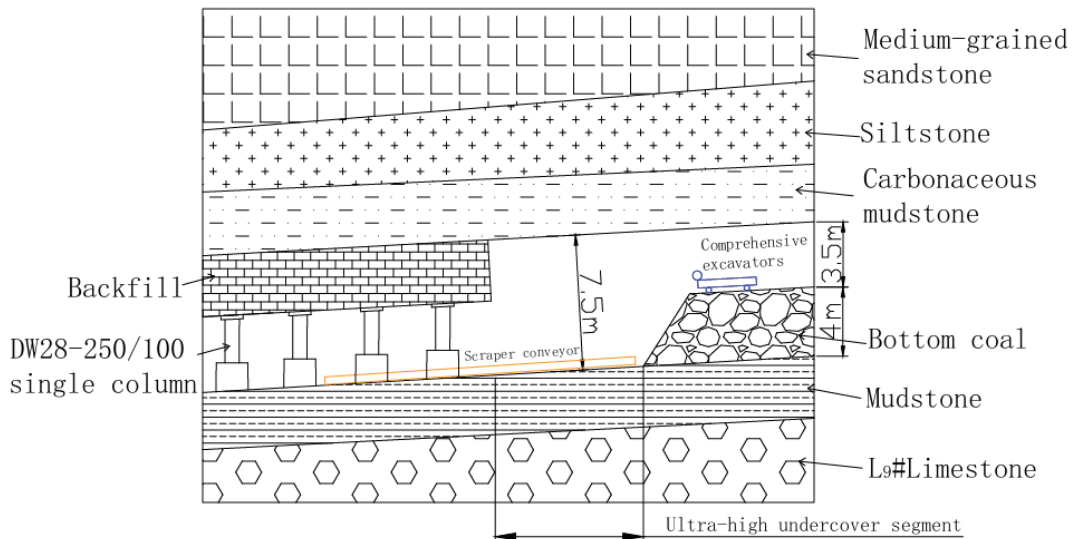 Medium-grained
sandstone
Siltstone
Carbonaceous
mudstone
Comprehensive
excavators
3.5m
7.5m
Backfill
4m
DW28-250/100
single column
Scraper conveyor
Bottom coal
Mudstone
L₉#Limestone
Ultra-high undercover segment